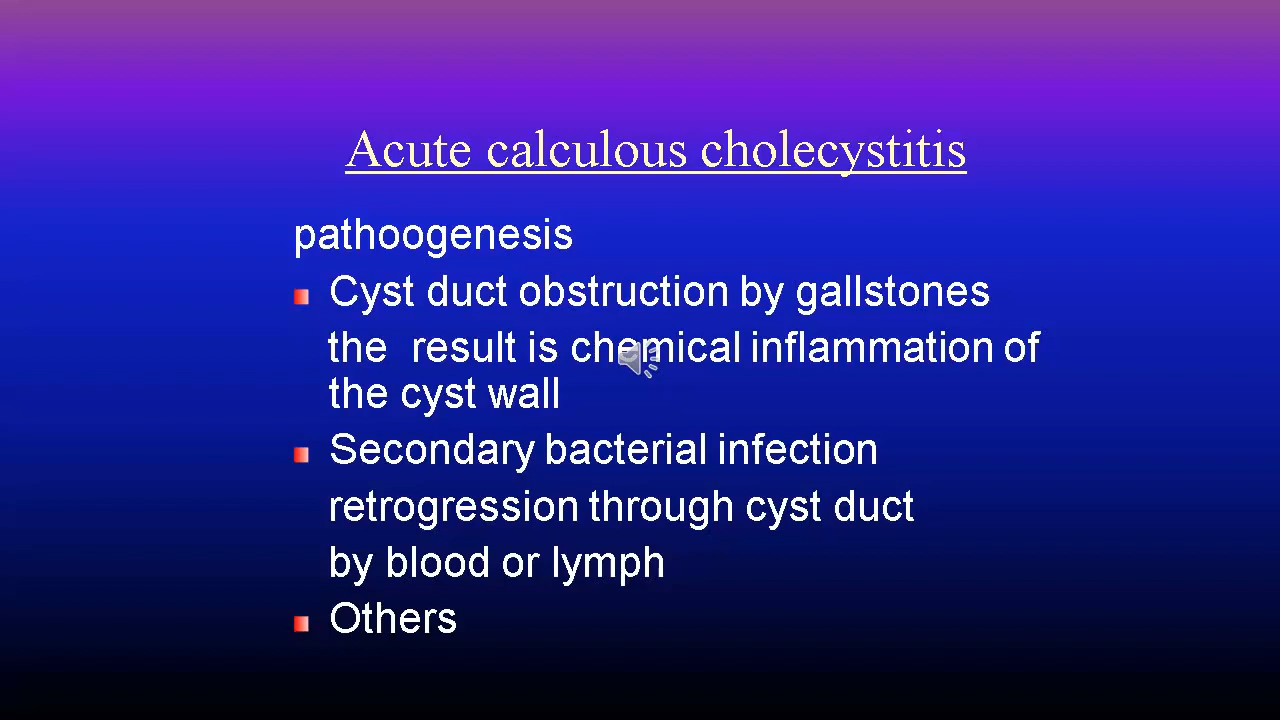 Acute calculous cholecystitis
pathoogenesis
Cyst duct obstruction by gallstones
the result is chemical inflammation of
the cyst wall
Secondary bacterial infection
retrogression through cyst duct
by blood or lymph
Others